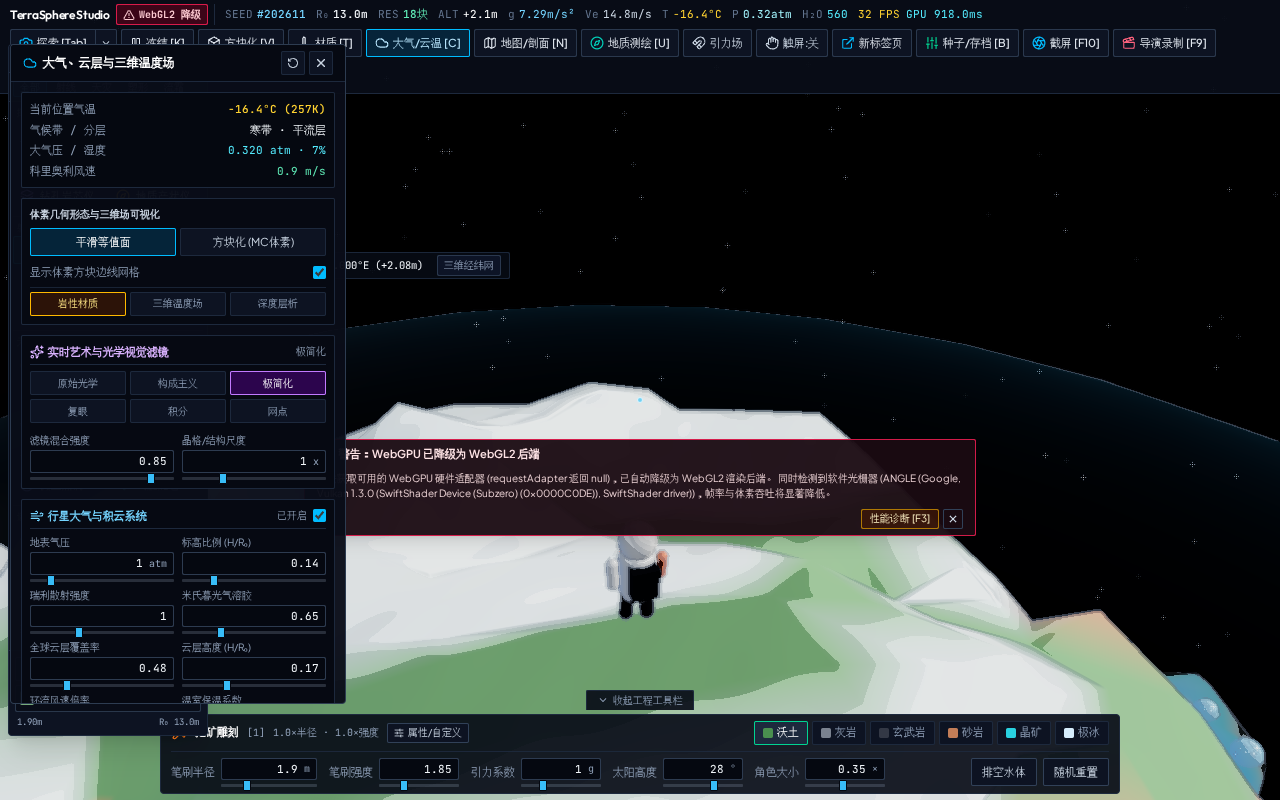 TerraSphere Studio WebGL2 降级 SEED #202611 R₀ 13.0m RES 18块 ALT +2.1m g 7.29m/s² Ve 14.8m/s T -16.4°C P 0.32atm H₂O 560 32 FPS GPU 918.0ms
探索 [Tab] 冻结 [K] 方块化 [V] 材质 [T] 大气/云温 [C] 地图/剖面 [N] 地质测绘 [U] 引力场 触屏:关 新标签页 种子/存档 [B] 截屏 [F10] 导演录制 [F9]
大气、云层与三维温度场
当前位置气温 -16.4°C (257K)
气候带 / 分层 寒带 · 平流层
大气压 / 湿度 0.320 atm · 7%
科里奥利风速 0.9 m/s
体素几何形态与三维场可视化
平滑等值面 方块化 (MC体素)
00°E (+2.08m) 三维经纬网
显示体素方块边线网格
岩性材质 三维温度场 深度层析
实时艺术与光学视觉滤镜 极简化
原始光学 构成主义 极简化
复眼 积分 网点
滤镜混合强度 晶格/结构尺度
0.85 1 x
告：WebGPU 已降级为 WebGL2 后端
取可用的 WebGPU 硬件适配器 (requestAdapter 返回 null)，已自动降级为 WebGL2 渲染后端。同时检测到软件光栅器 (ANGLE (Google,
1.3.0 (SwiftShader Device (Subzero) (0x0000C0DE)), SwiftShader driver))，帧率与体素吞吐将显著降低。
性能诊断 [F3]
行星大气与积云系统 已开启
地表气压 标高比例 (H/R₀)
1 atm 0.14
瑞利散射强度 米氏暮光气溶胶
1 0.65
全球云层覆盖率 云层高度 (H/R₀)
0.48 0.17
环流风速倍率 温室保温系数
收起工程工具栏
1.90m R₀ 13.0m
矿雕刻 [1] 1.0×半径 · 1.0×强度 属性/自定义 沃土 灰岩 玄武岩 砂岩 晶矿 极冰
笔刷半径 1.9 m 笔刷强度 1.85 引力系数 1 g 太阳高度 28 ° 角色大小 0.35 × 排空水体 随机重置